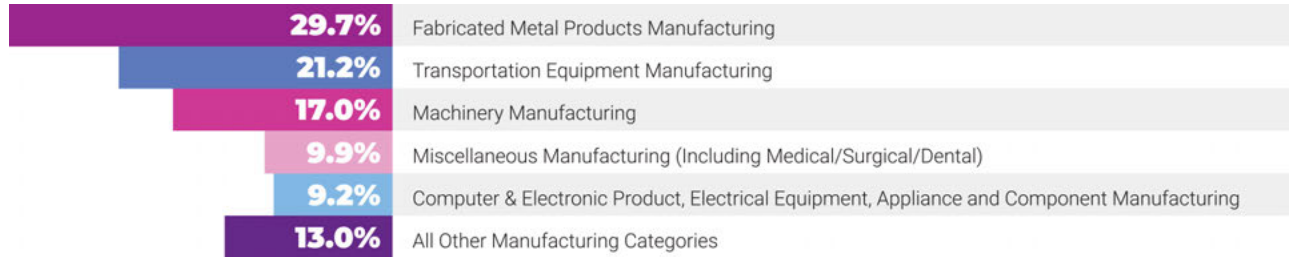 29.7% Fabricated Metal Products Manufacturing
21.2% Transportation Equipment Manufacturing
17.0% Machinery Manufacturing
9.9% Miscellaneous Manufacturing (Including Medical/Surgical/Dental)
9.2% Computer & Electronic Product, Electrical Equipment, Appliance and Component Manufacturing
13.0% All Other Manufacturing Categories